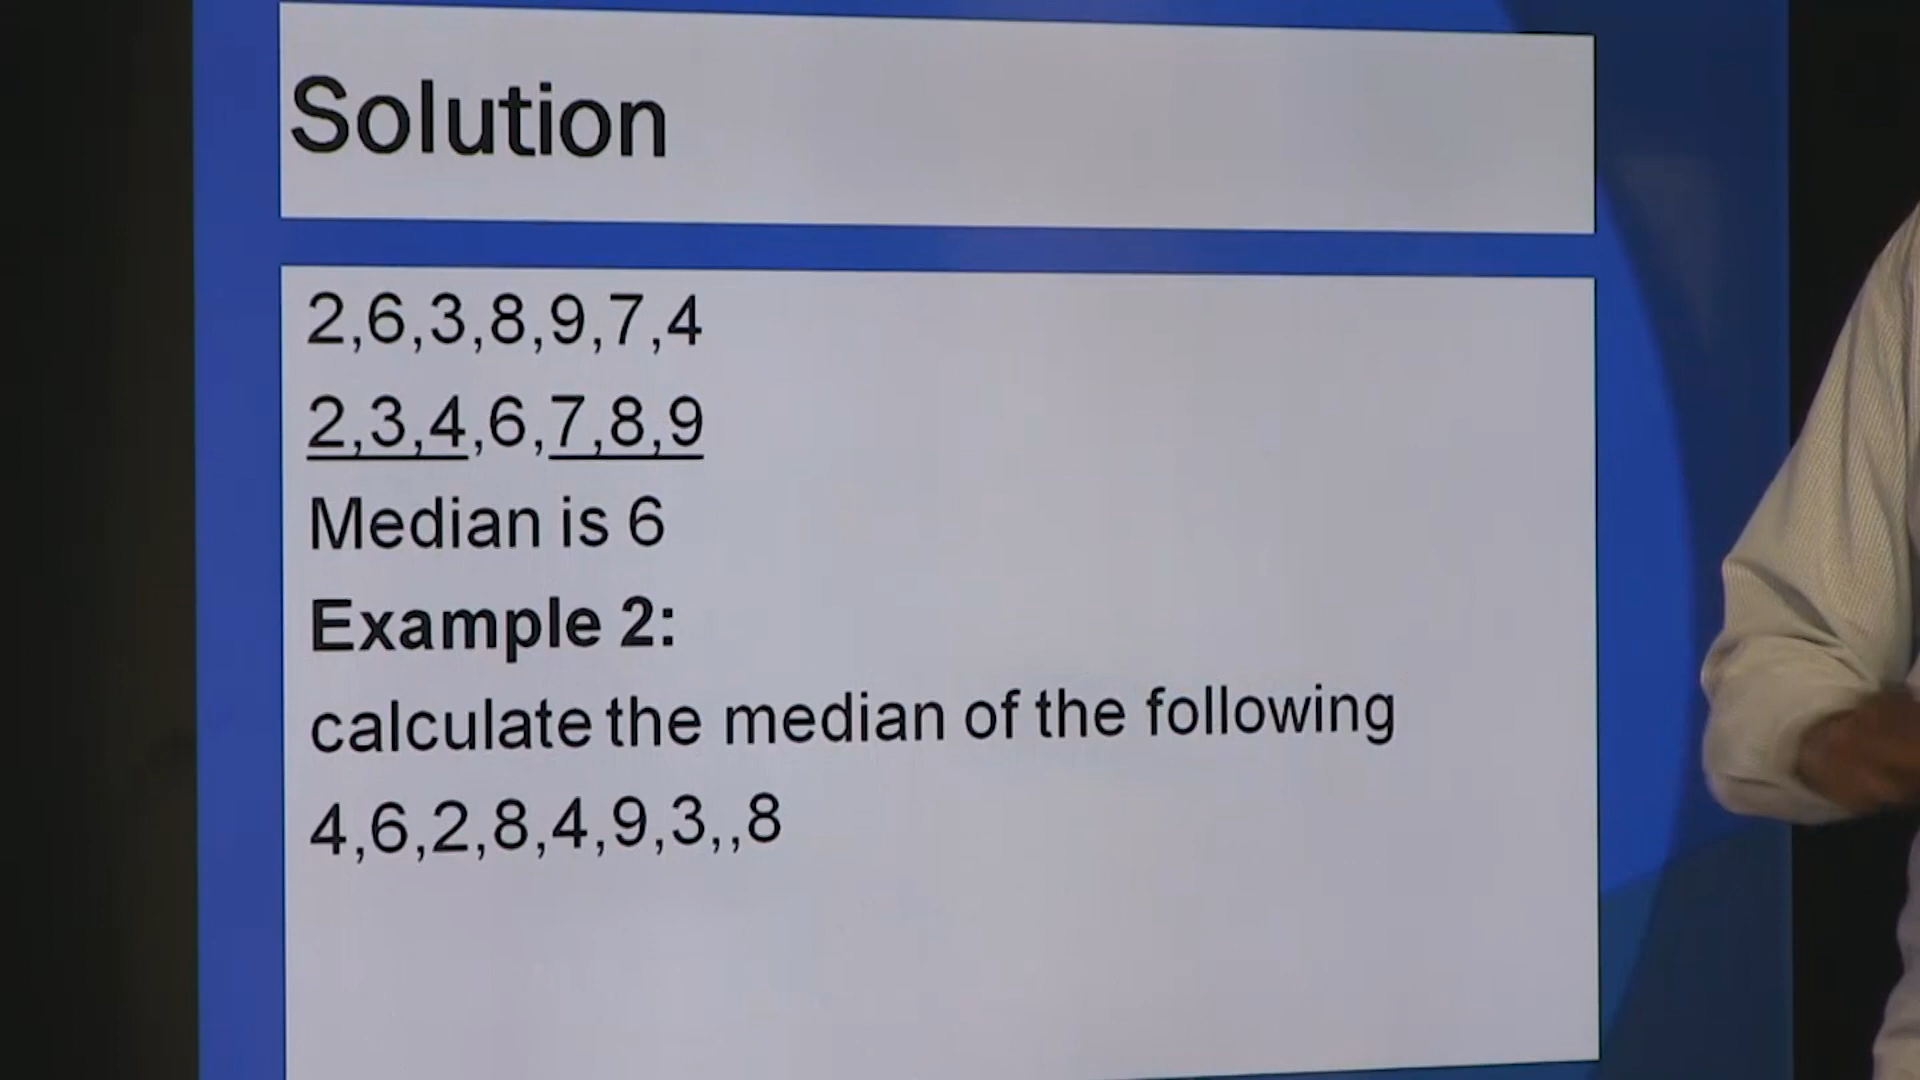 Solution
2,6,3,8,9,7,4
2,3,4,6,7,8,9
Median is 6
Example 2:
calculate the median of the following
4,6,2,8,4,9,3,,8